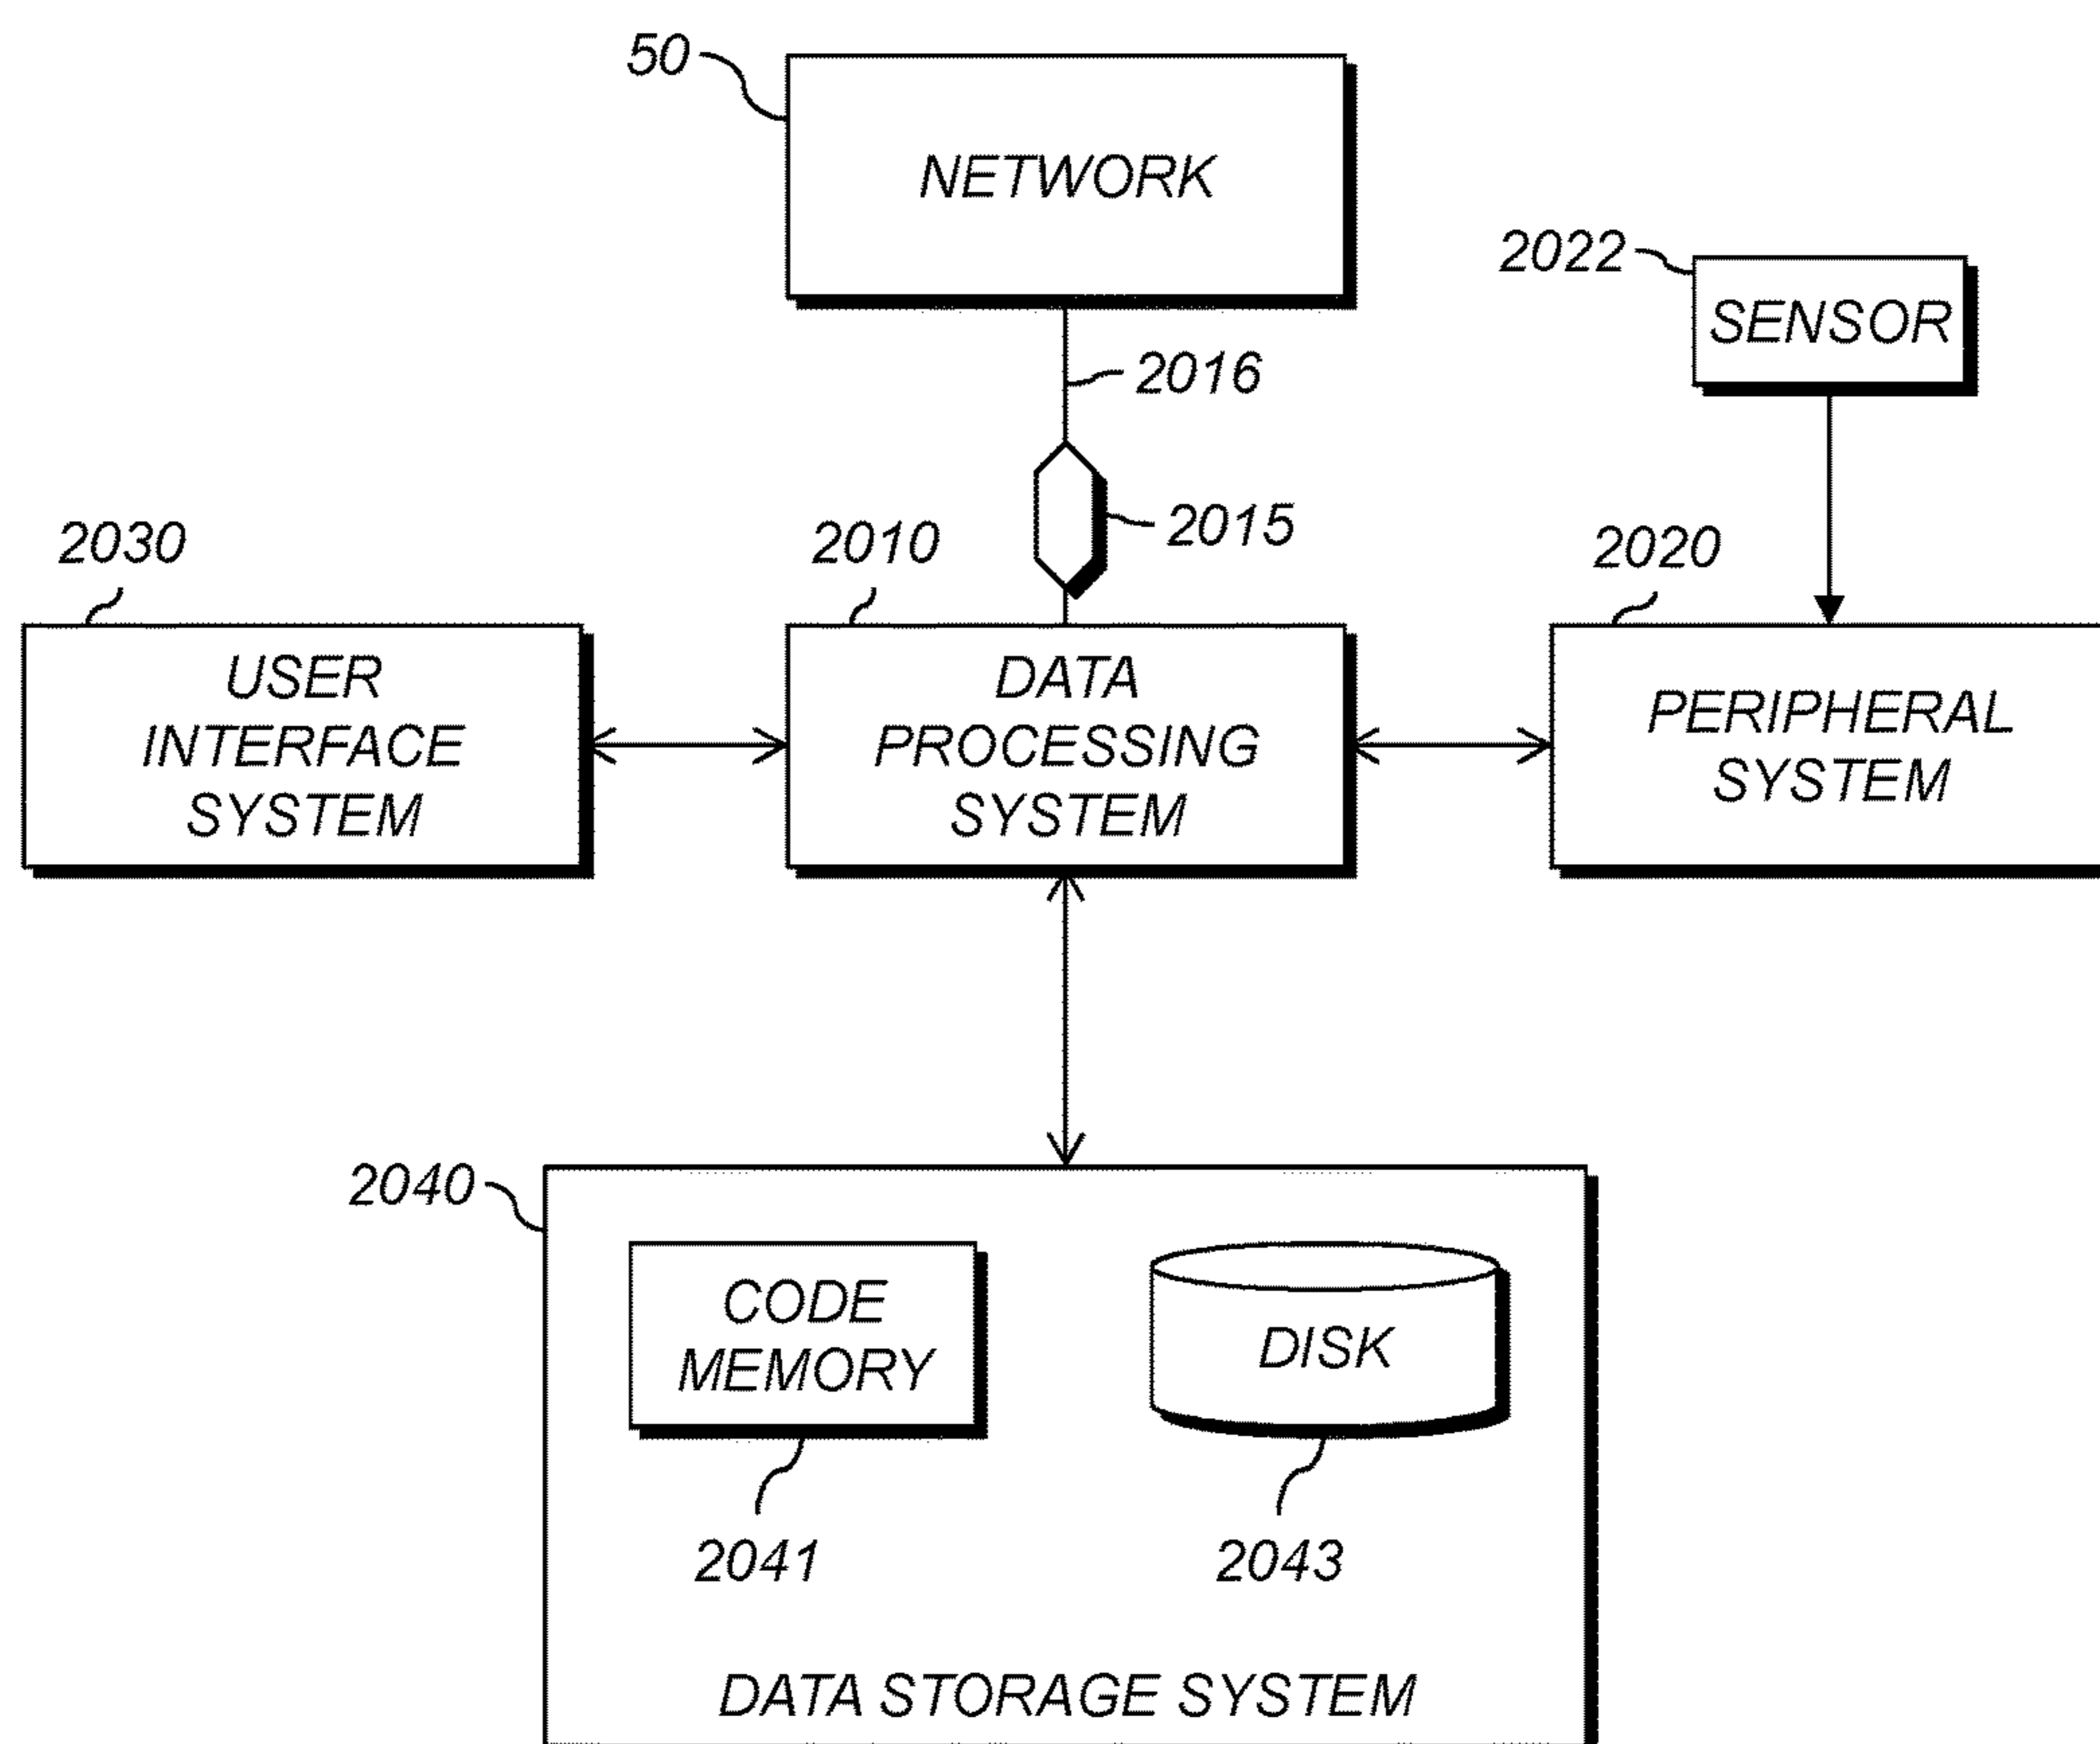 50
NETWORK
2022
SENSOR
2016
2015
2030
2010
2020
USER
INTERFACE
SYSTEM
DATA
PROCESSING
SYSTEM
PERIPHERAL
SYSTEM
2040
CODE
MEMORY
DISK
2041
2043
DATA STORAGE SYSTEM